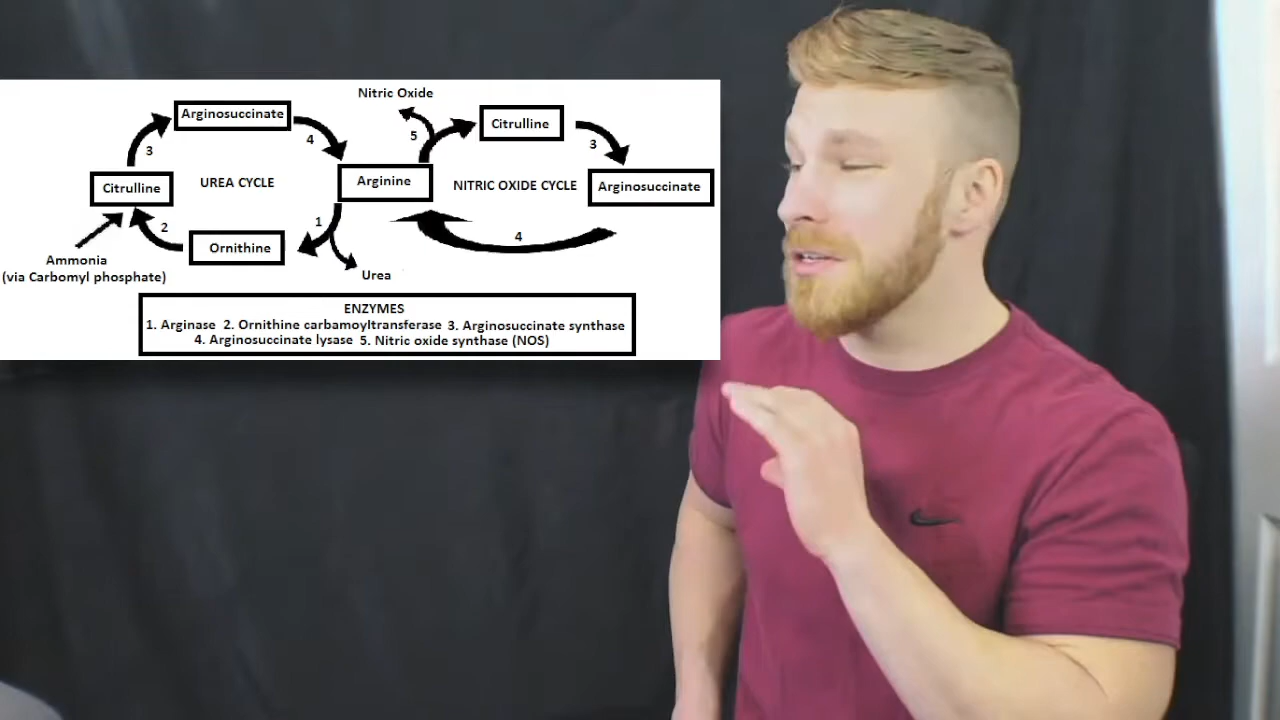 Nitric Oxide
Arginosuccinate
Citrulline
4
5
3
3
UREA CYCLE
Arginine
NITRIC OXIDE CYCLE
Arginosuccinate
Citrulline
1
2
4
Ornithine
Ammonia
(via Carbomyl phosphate)
Urea
ENZYMES
1. Arginase 2. Ornithine carbamoyltransferase 3. Arginosuccinate synthase
4. Arginosuccinate lysase 5. Nitric oxide synthase (NOS)